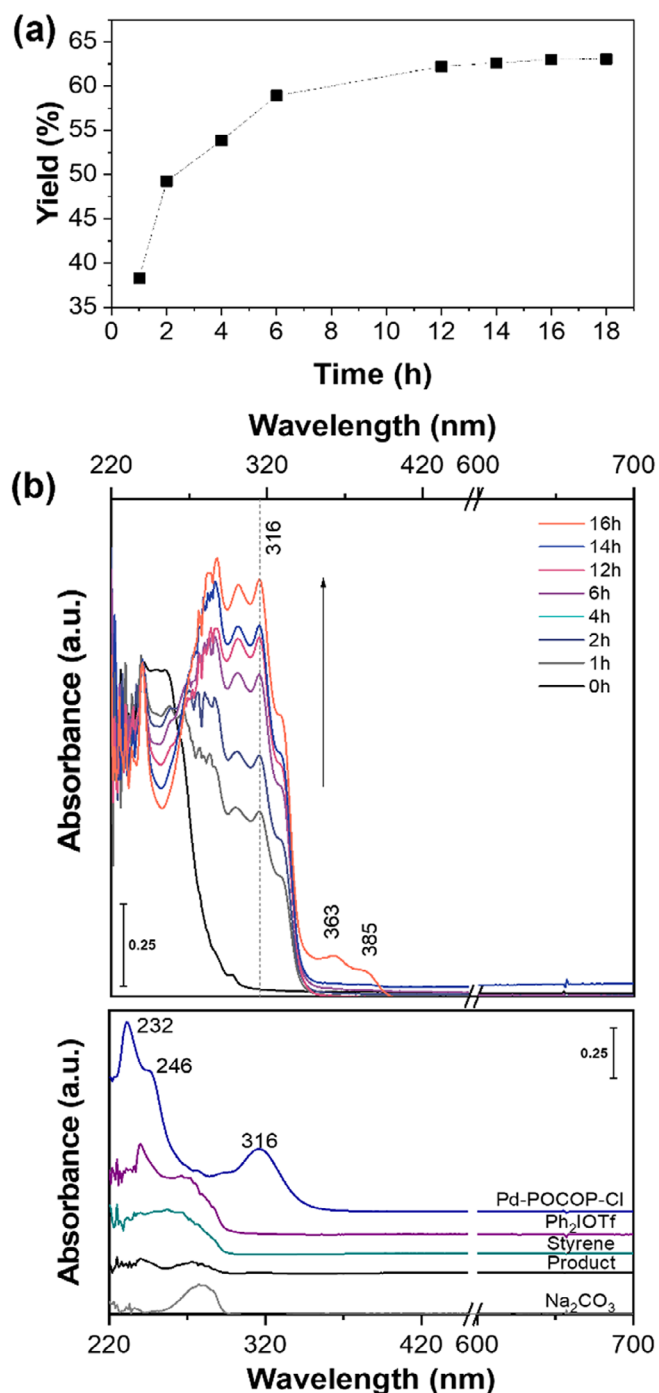 (a)
65
60
55
50
45
40
35
Yield (%)
0 2 4 6 8 10 12 14 16 18
Time (h)
Wavelength (nm)
220 320 420 600 700
(b)
316
16h
14h
12h
6h
4h
2h
1h
0h
Absorbance (a.u.)
363
385
0.25
232
246
316
0.25
Absorbance (a.u.)
Pd-POCOP-Cl
Ph₂IOTf
Styrene
Product
Na₂CO₃
220 320 420 600 700
Wavelength (nm)